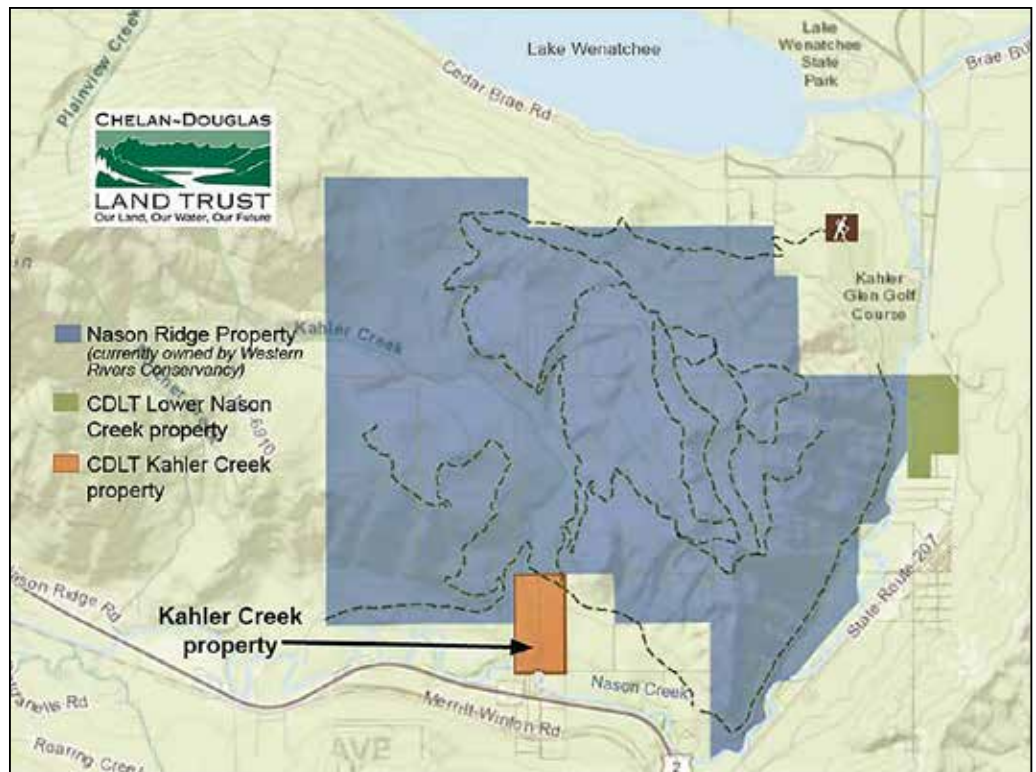 Lake Wenatchee
Lake
Wenatchee
State
Park
Cedar Brae Rd
Plainview Creek
CHELAN~DOUGLAS
LAND TRUST
Our Land, Our Water, Our Future
Kahler
Glen Golf
Course
Kahler Creek
Nason Ridge Property
(currently owned by Western
Rivers Conservancy)
CDLT Lower Nason
Creek property
6910
CDLT Kahler Creek
property
State Route 207
Ridge Rd
Kahler Creek
property
Nason Creek
Merritt-Winton Rd
Rd
Roaring
AVE
2